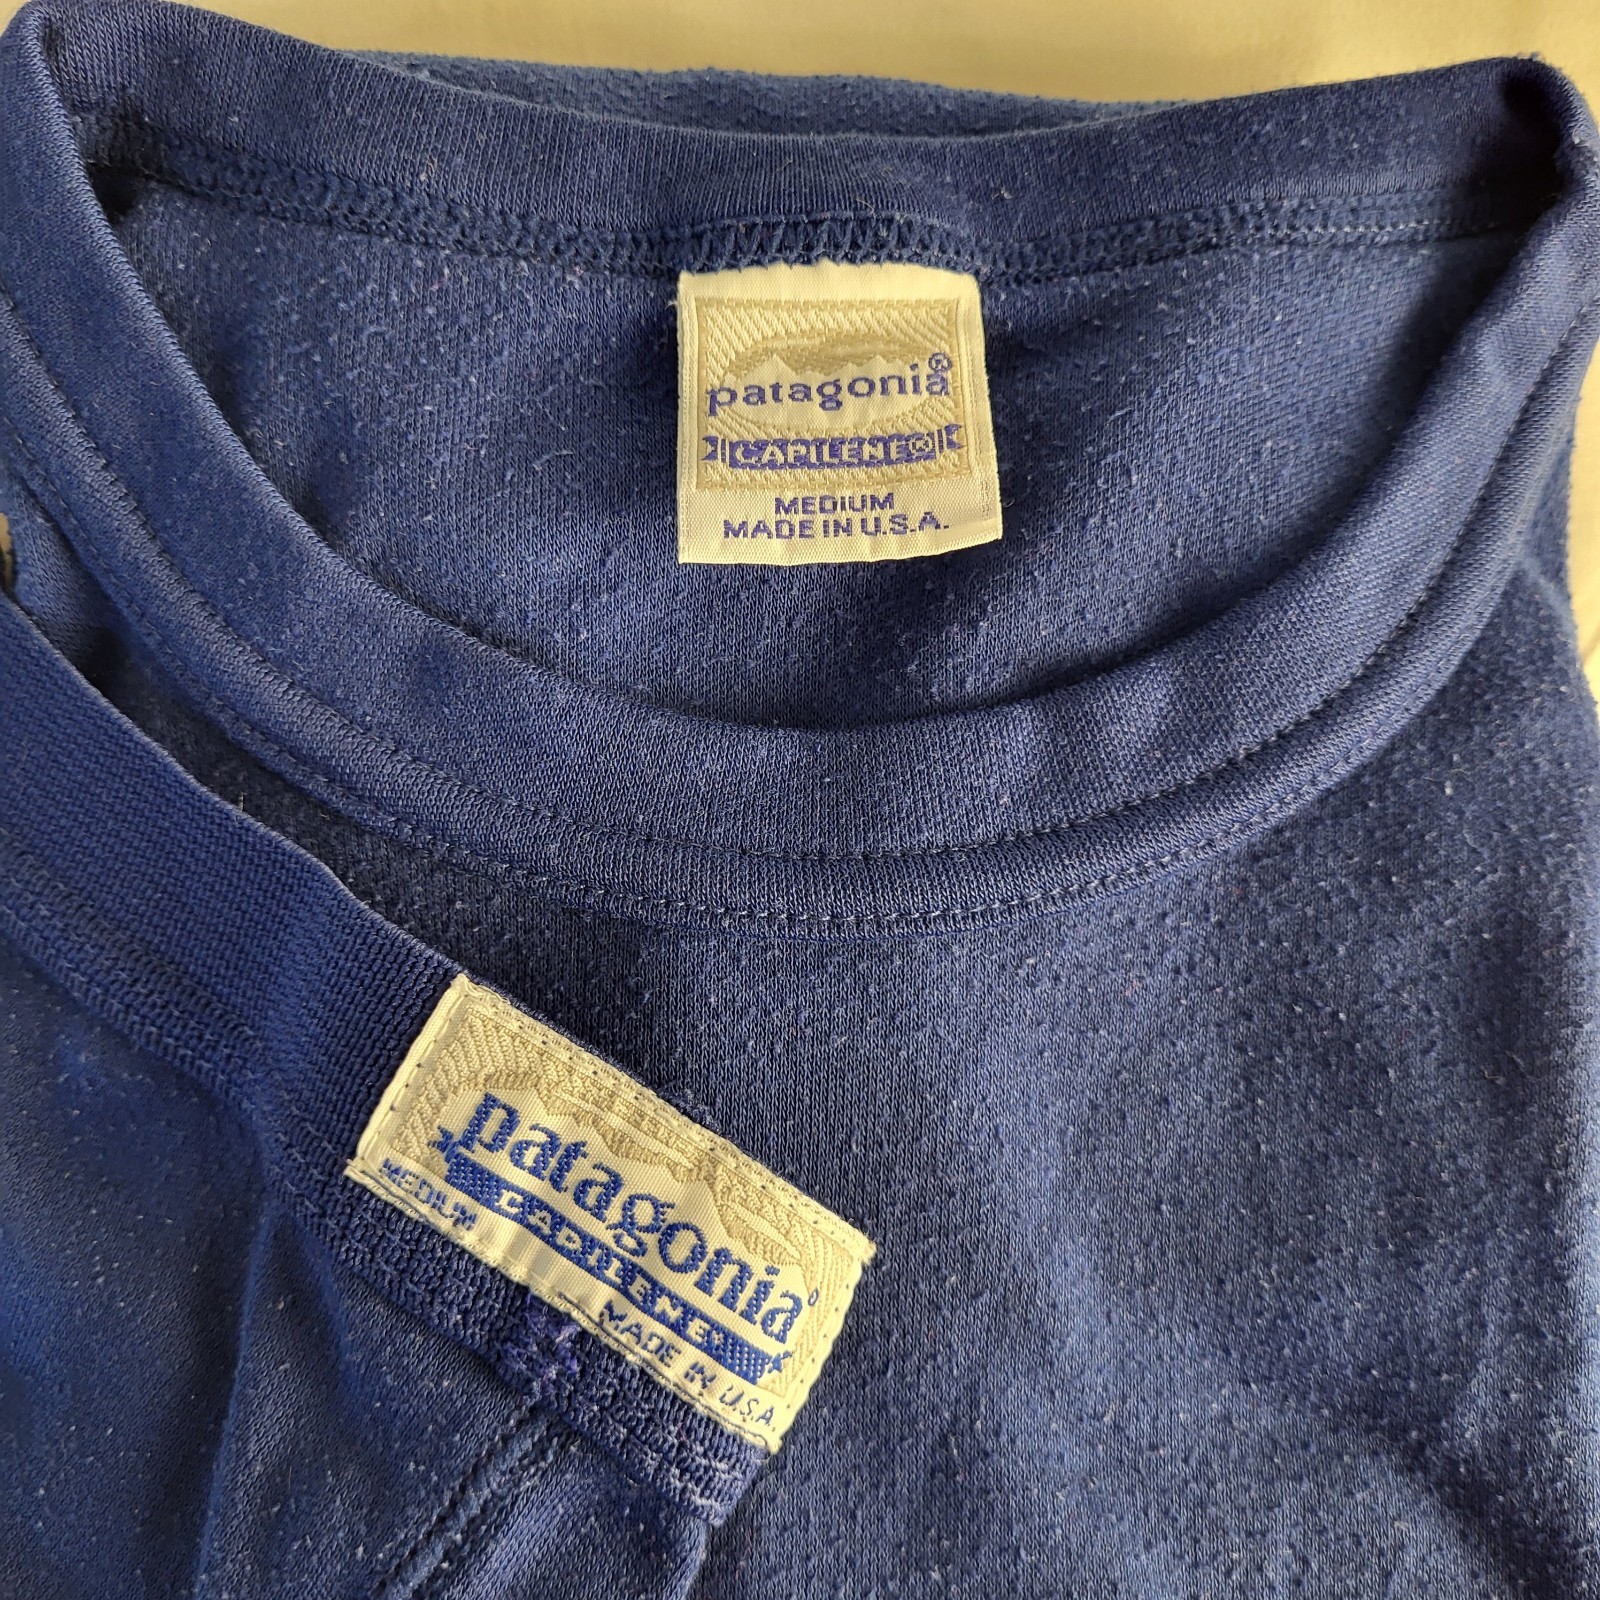 patagonia®
CAPILENE®
MEDIUM
MADE IN U.S.A.
patagonia®
CAPILENE®
MEDIUM MADE IN U.S.A.